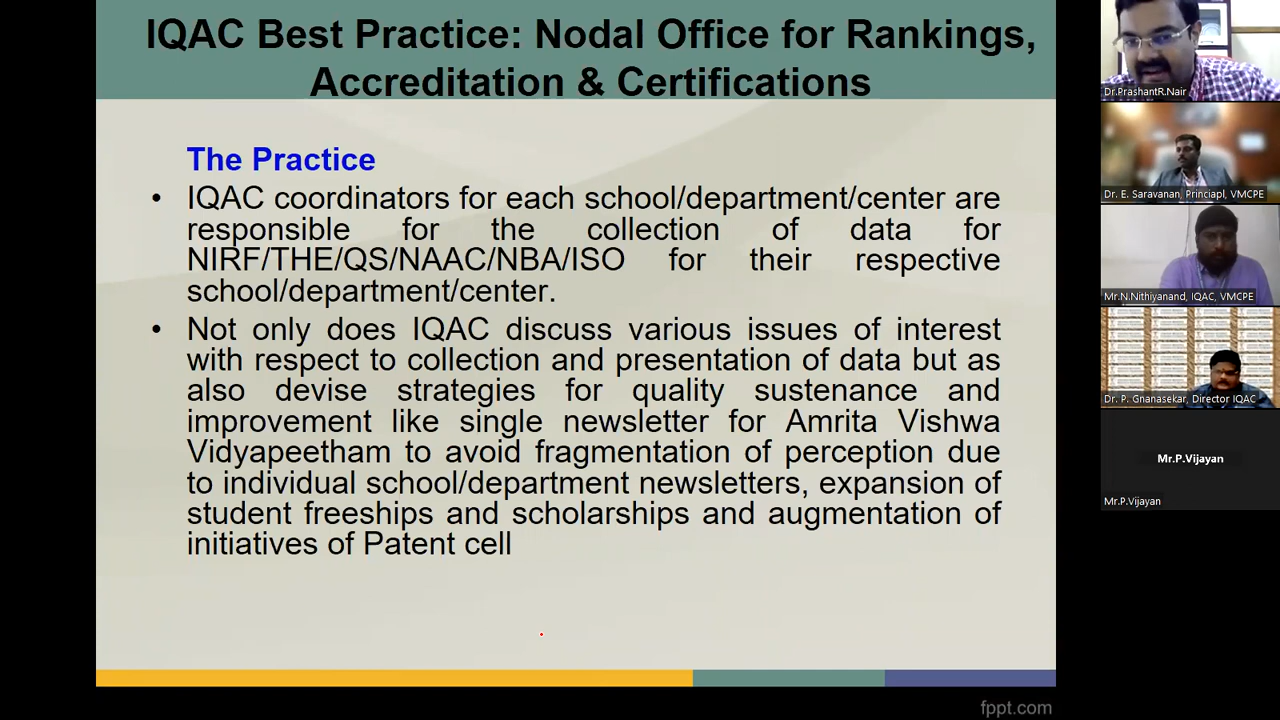 IQAC Best Practice: Nodal Office for Rankings,
Accreditation & Certifications
The Practice
• IQAC coordinators for each school/department/center are
responsible for the collection of data for
NIRF/THE/QS/NAAC/NBA/ISO for their respective
school/department/center.
• Not only does IQAC discuss various issues of interest
with respect to collection and presentation of data but as
also devise strategies for quality sustenance and
improvement like single newsletter for Amrita Vishwa
Vidyapeetham to avoid fragmentation of perception due
to individual school/department newsletters, expansion of
student freeships and scholarships and augmentation of
initiatives of Patent cell
fppt.com
Dr.PrashantR.Nair
Dr. E. Saravanan, Princiapl, VMCPE
Mr.N.Nithiyanand, IQAC, VMCPE
Dr. P. Gnanasekar, Director IQAC
Mr.P.Vijayan
Mr.P.Vijayan